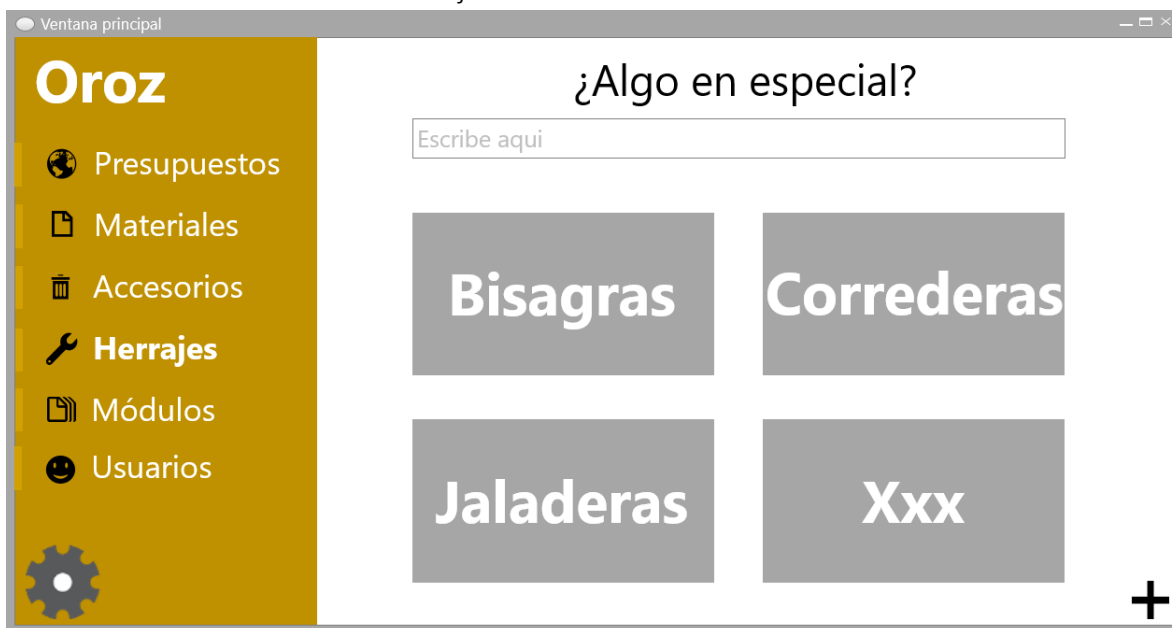 Ventana principal
Oroz
Presupuestos
Materiales
Accesorios
Herrajes
Módulos
Usuarios
¿Algo en especial?
Escribe aqui
Bisagras
Correderas
Jaladeras
Xxx